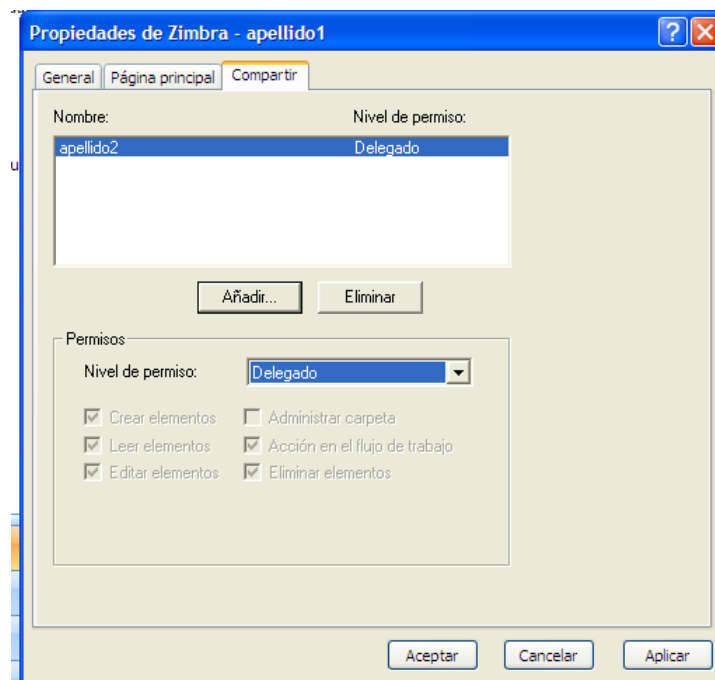 Propiedades de Zimbra - apellido1
General Página principal Compartir
Nombre: Nivel de permiso:
apellido2 Delegado
Añadir... Eliminar
Permisos
Nivel de permiso: Delegado
Crear elementos Administrar carpeta
Leer elementos Acción en el flujo de trabajo
Editar elementos Eliminar elementos
Aceptar Cancelar Aplicar